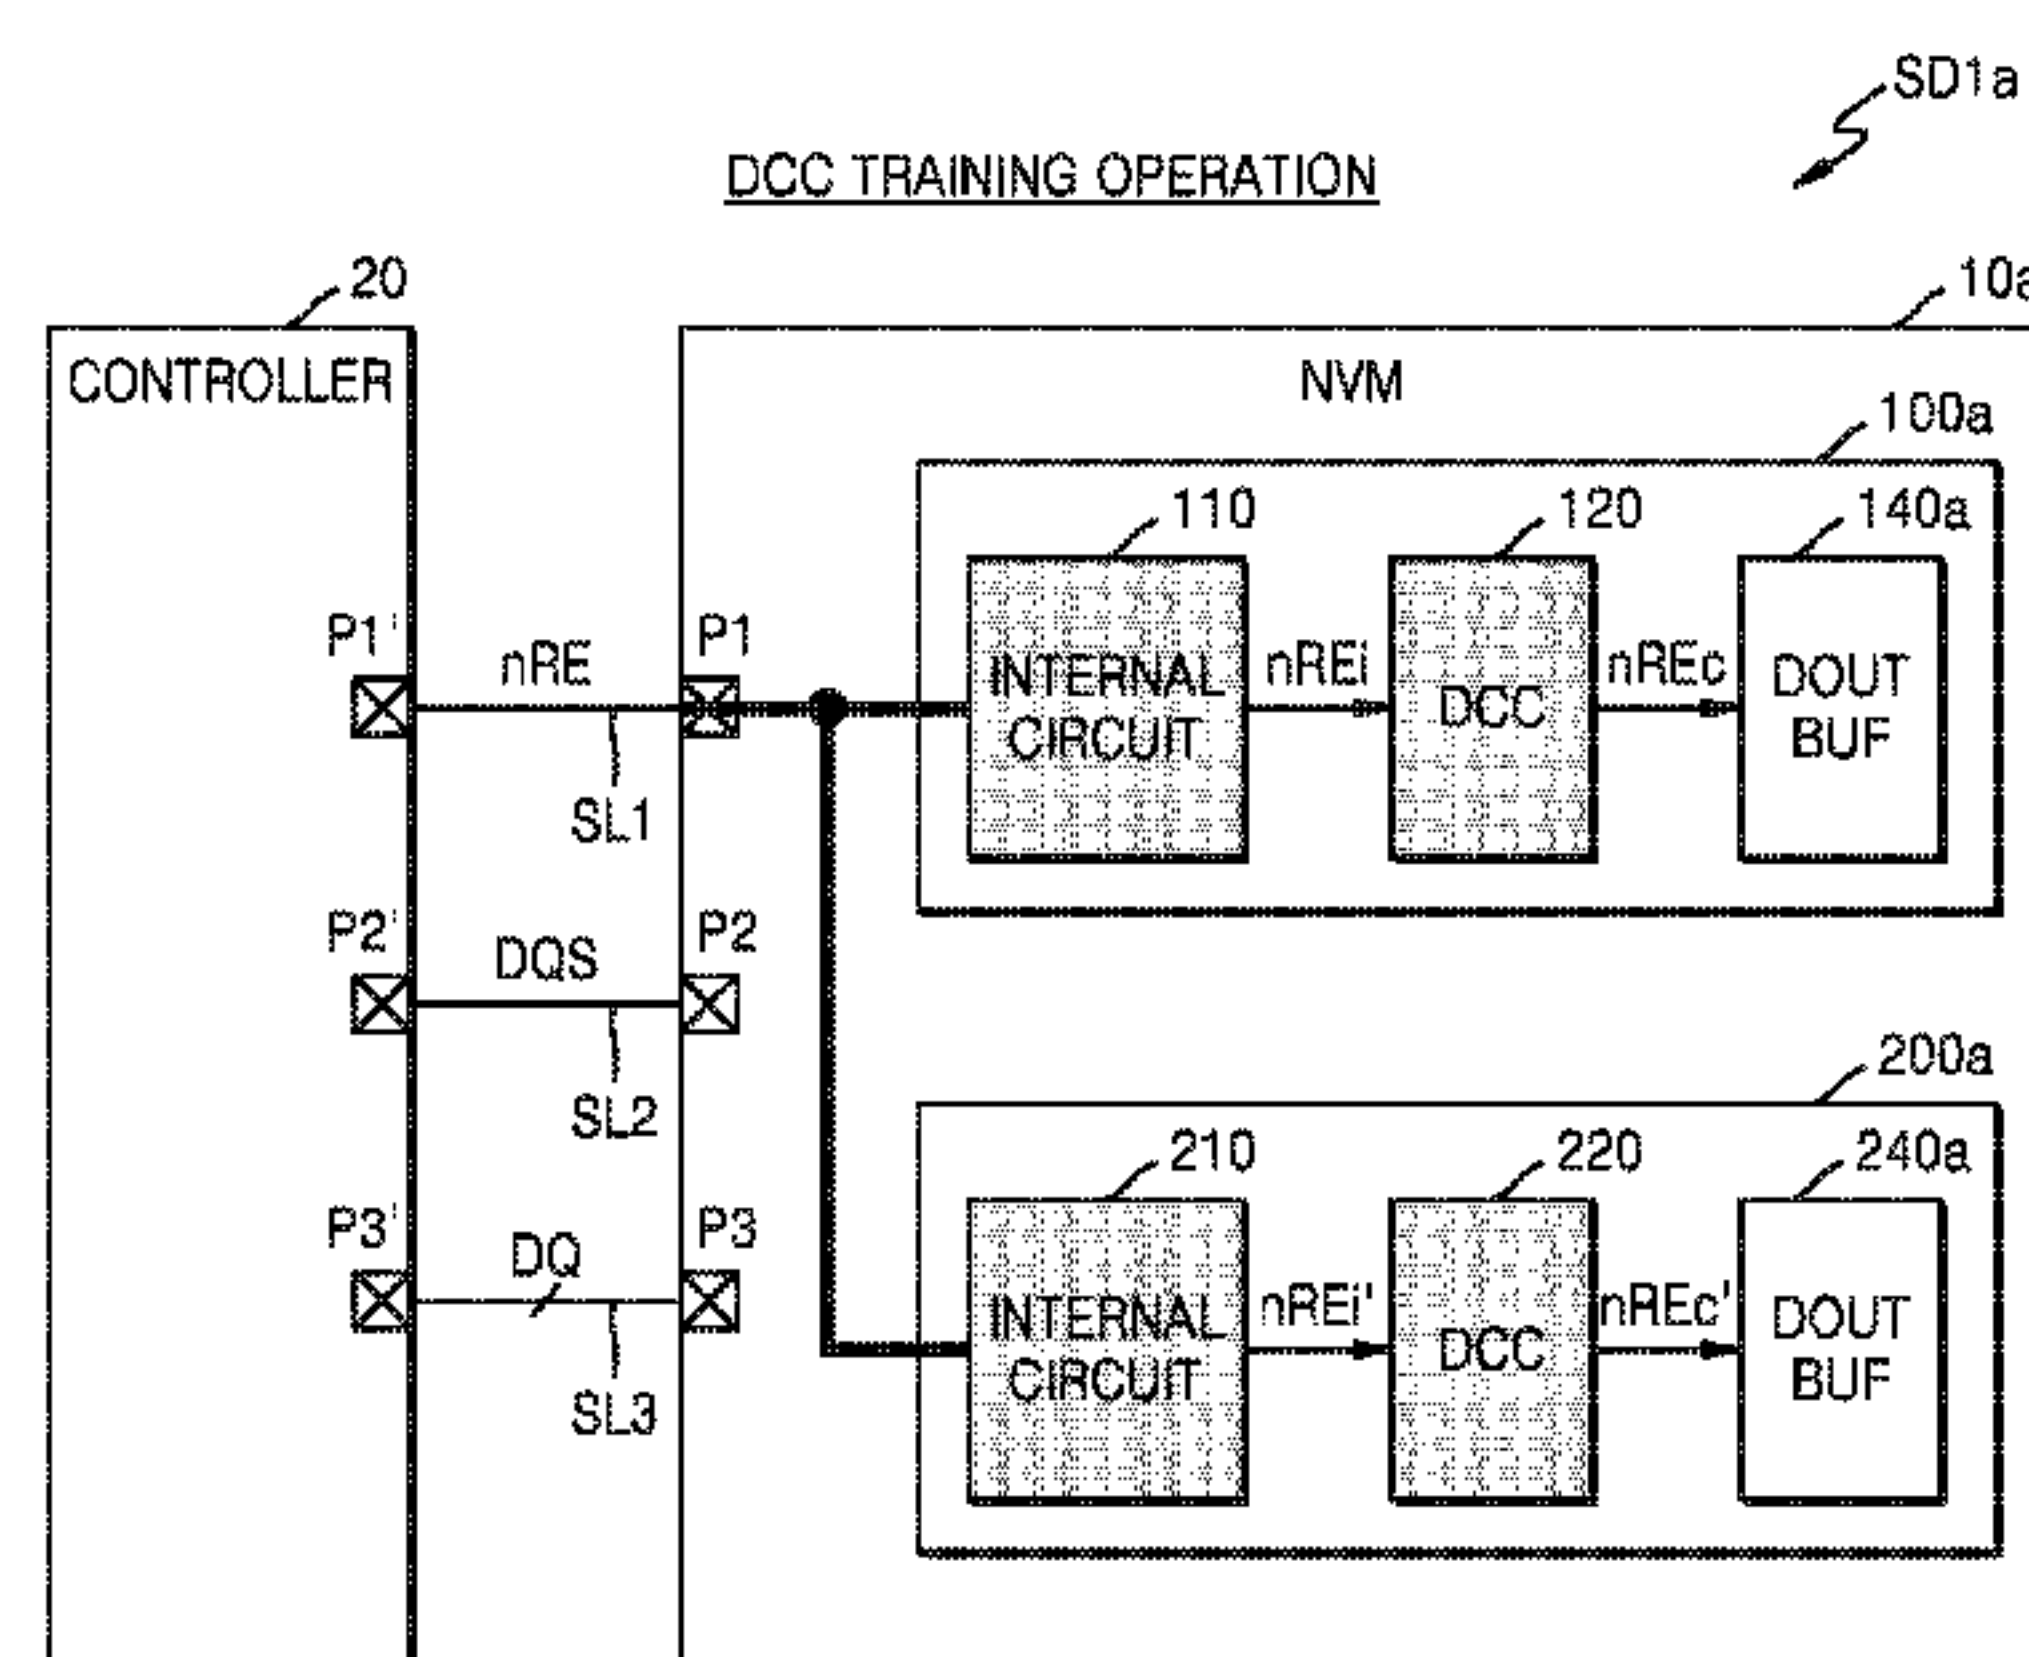 SD1a
DCC TRAINING OPERATION
20
10a
CONTROLLER
NVM
100a
110
120
140a
P1'
nRE
P1
INTERNAL
CIRCUIT
nREi
DCC
nREc
DOUT
BUF
SL1
P2'
DQS
P2
SL2
200a
210
220
240a
P3'
DQ
P3
INTERNAL
CIRCUIT
nREi'
DCC
nREc'
DOUT
BUF
SL3